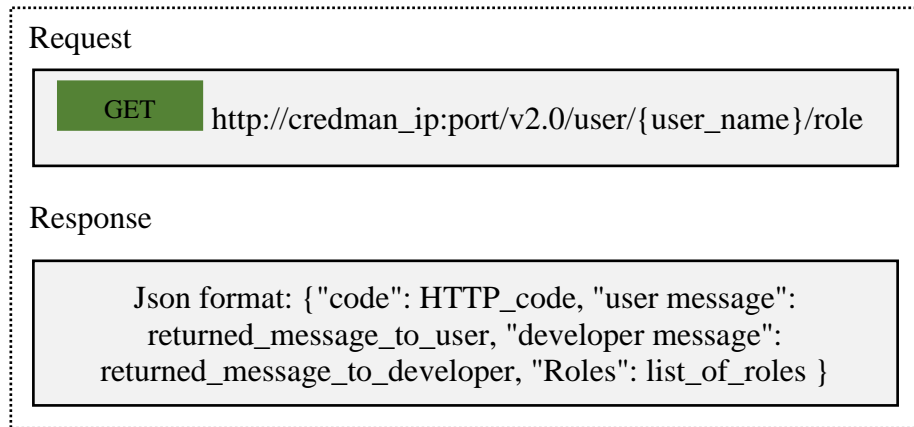 Request
GET http://credman_ip:port/v2.0/user/{user_name}/role
Response
Json format: {"code": HTTP_code, "user message":
returned_message_to_user, "developer message":
returned_message_to_developer, "Roles": list_of_roles }